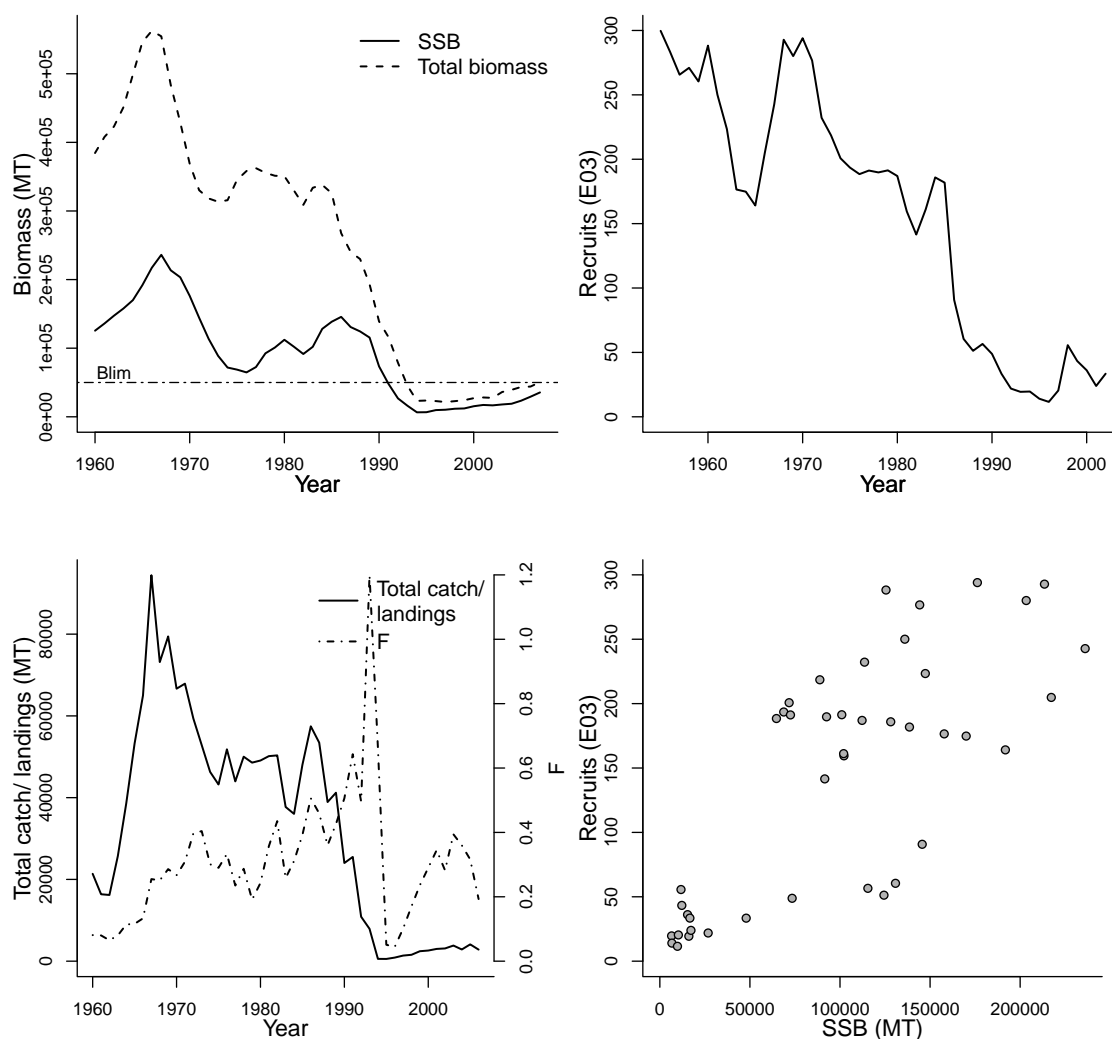 SSB
Total biomass
Biomass (MT)
0e+00 1e+05 2e+05 3e+05 4e+05 5e+05
Blim
1960 1970 1980 1990 2000
Year
Recruits (E03)
0 50 100 150 200 250 300
1960 1970 1980 1990 2000
Year
Total catch/
landings
F
Total catch/ landings (MT)
0 20000 40000 60000 80000
F
0.0 0.2 0.4 0.6 0.8 1.0 1.2
1960 1970 1980 1990 2000
Year
Recruits (E03)
0 50 100 150 200 250 300
0 50000 100000 150000 200000
SSB (MT)